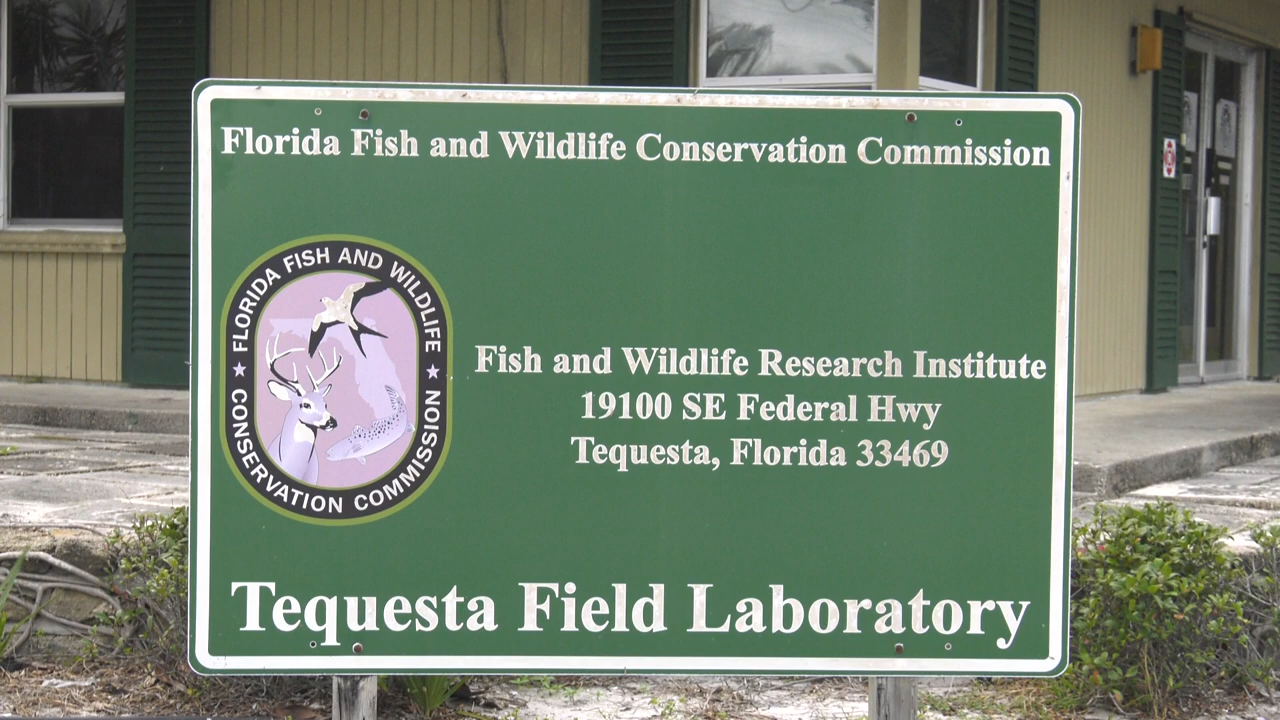 Florida Fish and Wildlife Conservation Commission
FLORIDA FISH AND WILDLIFE
CONSERVATION COMMISSION
Fish and Wildlife Research Institute
19100 SE Federal Hwy
Tequesta, Florida 33469
Tequesta Field Laboratory